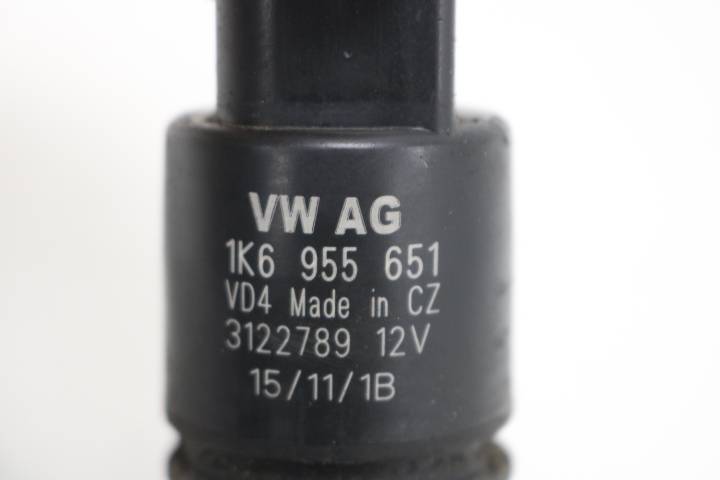 VW AG
1K6 955 651
VD4 Made in CZ
3122789 12V
15/11/1B